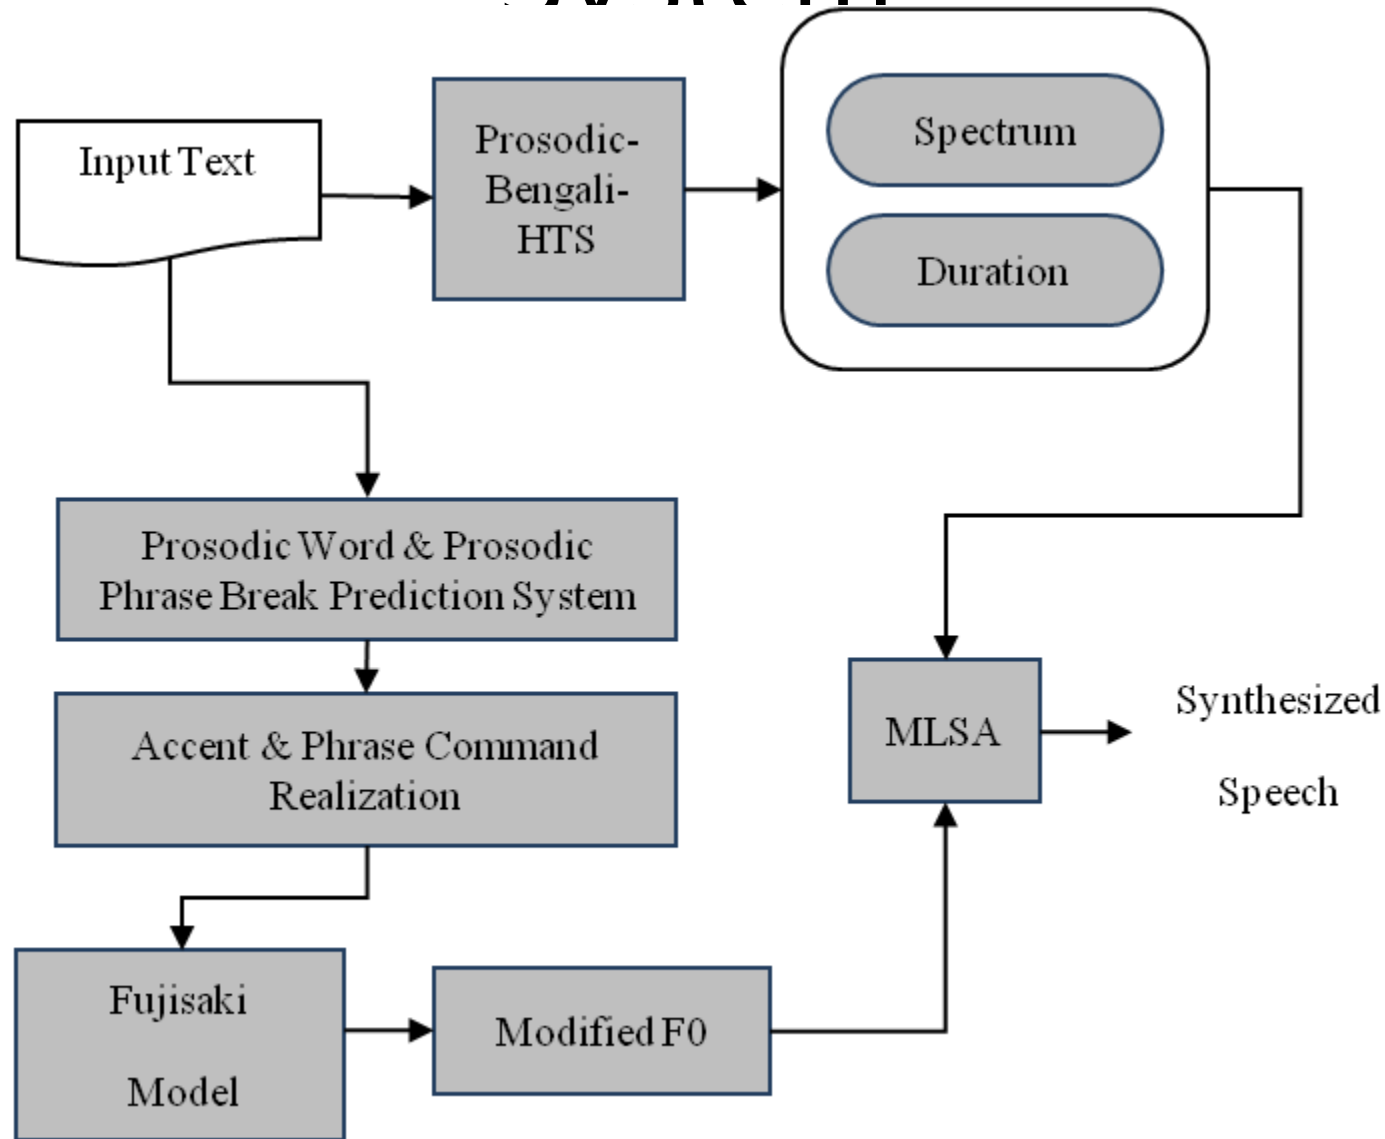 Input Text
Prosodic-
Bengali-
HTS
Spectrum
Duration
Prosodic Word & Prosodic
Phrase Break Prediction System
Accent & Phrase Command
Realization
Fujisaki
Model
Modified F0
MLSA
Synthesized
Speech